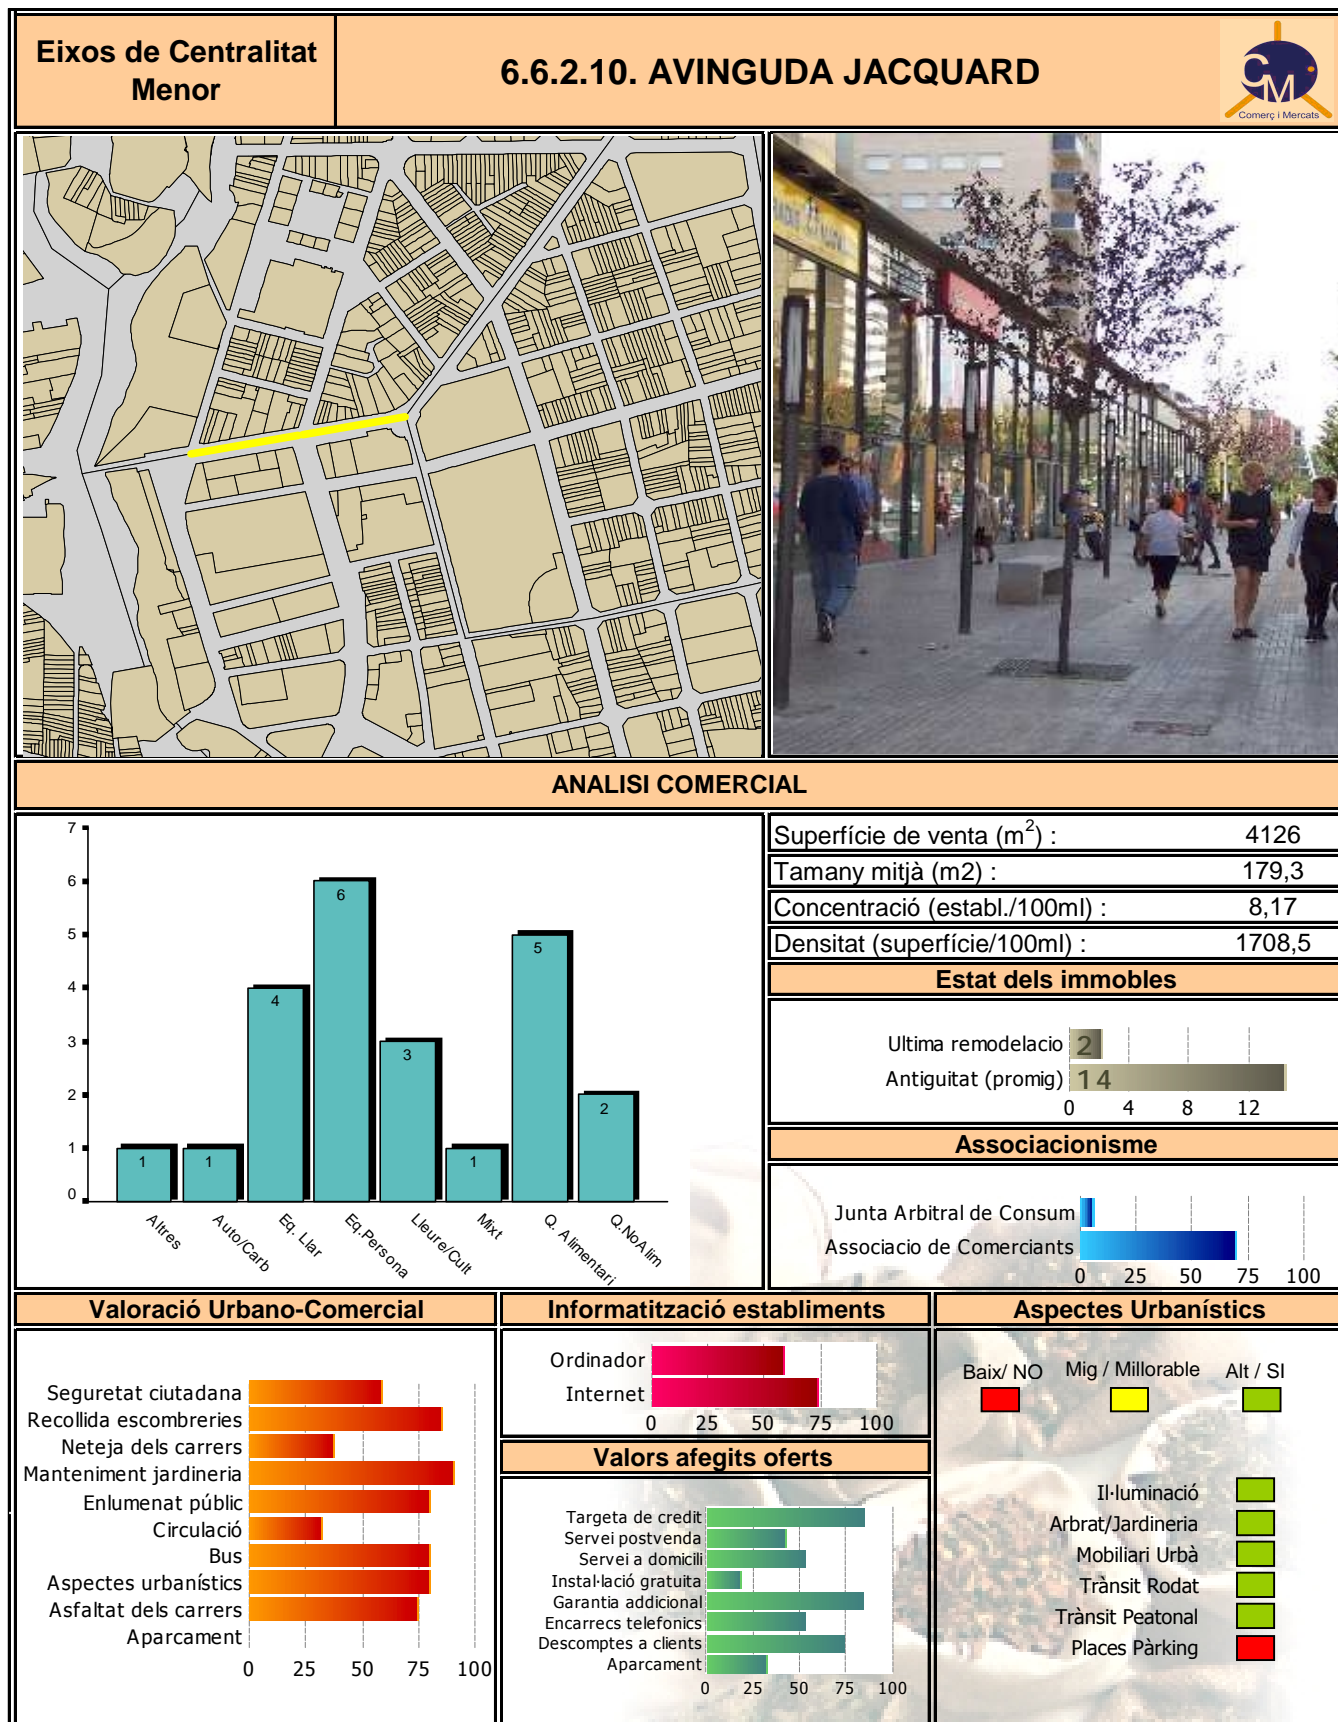 Eixos de Centralitat
Menor
6.6.2.10. AVINGUDA JACQUARD
CM
Comerç i Mercats
ANALISI COMERCIAL
7
6
5
4
3
2
1
0
1
1
4
6
3
1
5
2
Altres
Auto/Carb
Eq. Llar
Eq.Persona
Lleure/Cult
Mixt
Q. Alimentari
Q.NoAlim
Superfície de venta (m²) : 4126
Tamany mitjà (m2) : 179,3
Concentració (establ./100ml) : 8,17
Densitat (superfície/100ml) : 1708,5
Estat dels immobles
Ultima remodelacio 2
Antiguitat (promig) 14
0 4 8 12
Associacionisme
Junta Arbitral de Consum
Associacio de Comerciants
0 25 50 75 100
Valoració Urbano-Comercial
Seguretat ciutadana
Recollida escombreries
Neteja dels carrers
Manteniment jardineria
Enlumenat públic
Circulació
Bus
Aspectes urbanístics
Asfaltat dels carrers
Aparcament
0 25 50 75 100
Informatització establiments
Ordinador
Internet
0 25 50 75 100
Valors afegits oferts
Targeta de credit
Servei postvenda
Servei a domicili
Instal·lació gratuita
Garantia addicional
Encarrecs telefonics
Descomptes a clients
Aparcament
0 25 50 75 100
Aspectes Urbanístics
Baix/ NO Mig / Millorable Alt / SI
Il·luminació
Arbrat/Jardineria
Mobiliari Urbà
Trànsit Rodat
Trànsit Peatonal
Places Pàrking